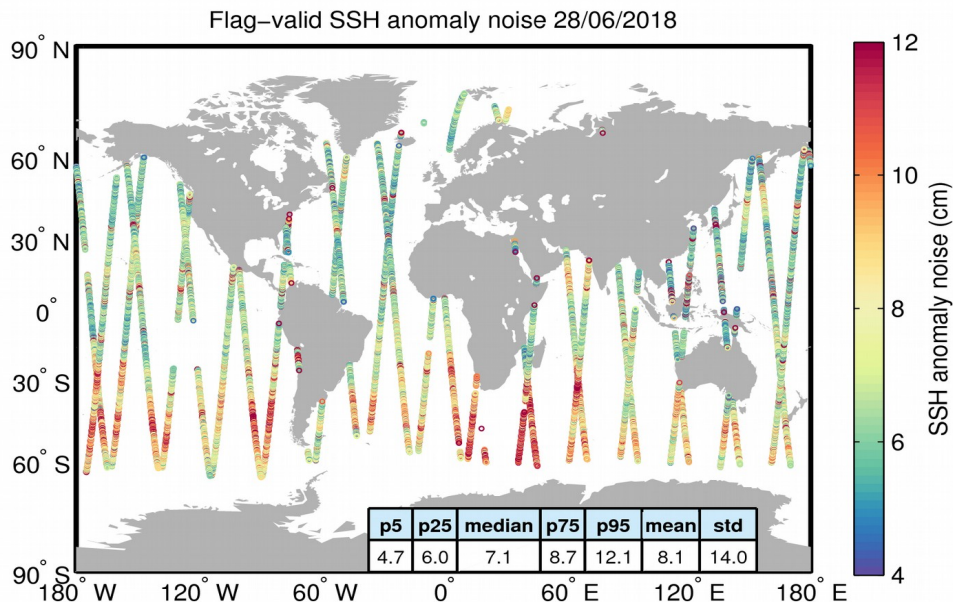 Flag−valid SSH anomaly noise 28/06/2018
90° N
60° N
30° N
0°
30° S
60° S
90° S
180° W
120° W
60° W
0°
60° E
120° E
180° E
p5 p25 median p75 p95 mean std
4.7 6.0 7.1 8.7 12.1 8.1 14.0
12
10
8
6
4
SSH anomaly noise (cm)